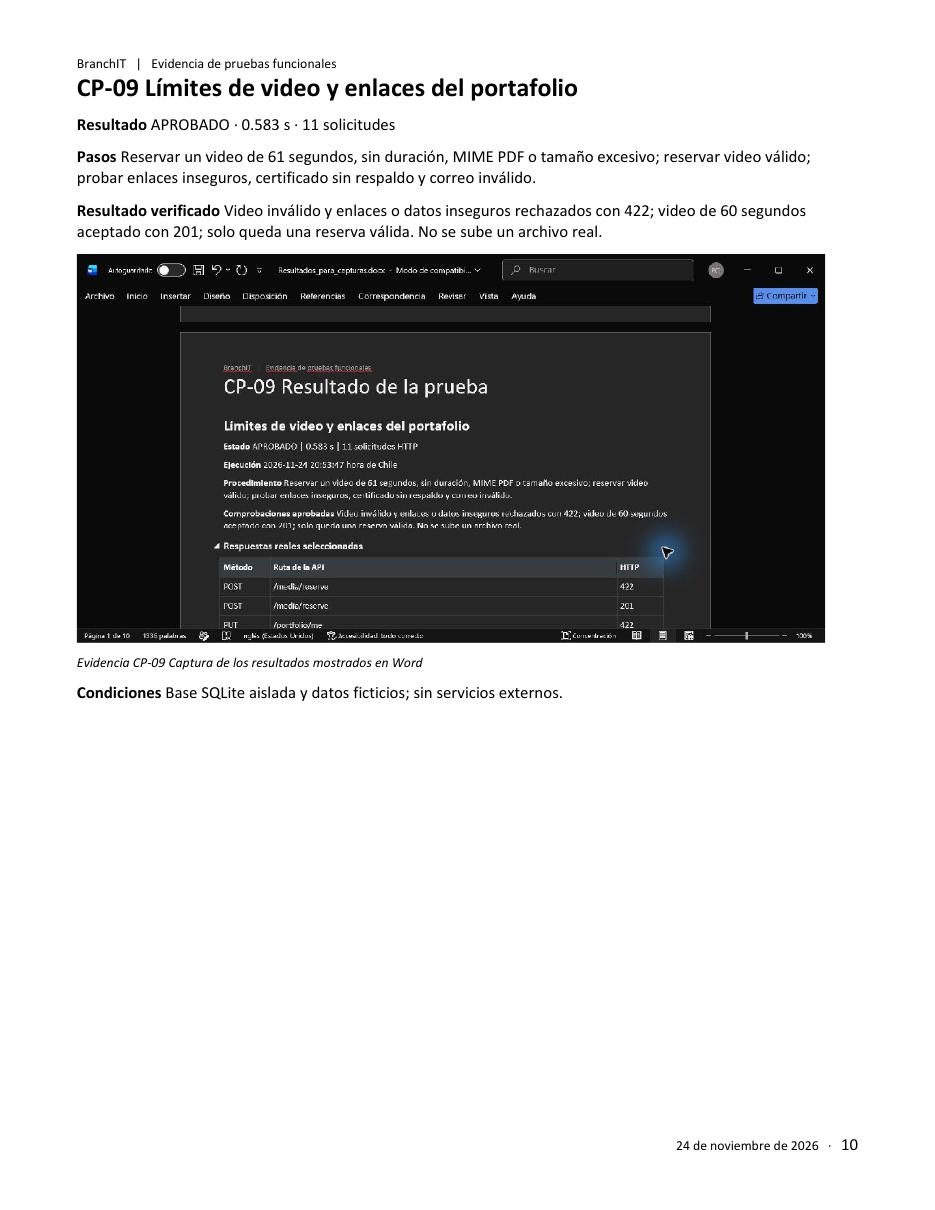 BranchIT | Evidencia de pruebas funcionales
CP-09 Límites de video y enlaces del portafolio
Resultado APROBADO · 0.583 s · 11 solicitudes
Pasos Reservar un video de 61 segundos, sin duración, MIME PDF o tamaño excesivo; reservar video válido;
probar enlaces inseguros, certificado sin respaldo y correo inválido.
Resultado verificado Video inválido y enlaces o datos inseguros rechazados con 422; video de 60 segundos
aceptado con 201; solo queda una reserva válida. No se sube un archivo real.
Autoguardado Resultados_para_capturas.docx - Modo de compatibi... Buscar
Archivo Inicio Insertar Diseño Disposición Referencias Correspondencia Revisar Vista Ayuda Compartir
BranchIT | Evidencia de pruebas funcionales
CP-09 Resultado de la prueba
Límites de video y enlaces del portafolio
Estado APROBADO | 0.583 s | 11 solicitudes HTTP
Ejecución 2026-11-24 20:53:47 hora de Chile
Procedimiento Reservar un video de 61 segundos, sin duración, MIME PDF o tamaño excesivo; reservar video
válido; probar enlaces inseguros, certificado sin respaldo y correo inválido.
Comprobaciones aprobadas Video inválido y enlaces o datos inseguros rechazados con 422; video de 60 segundos
aceptado con 201; solo queda una reserva válida. No se sube un archivo real.
Respuestas reales seleccionadas
Método Ruta de la API HTTP
POST /media/reserve 422
POST /media/reserve 201
PUT /portfolio/me 422
Página 1 de 10 1336 palabras Inglés (Estados Unidos) Accesibilidad: todo correcto Concentración 100%
Evidencia CP-09 Captura de los resultados mostrados en Word
Condiciones Base SQLite aislada y datos ficticios; sin servicios externos.
24 de noviembre de 2026 · 10